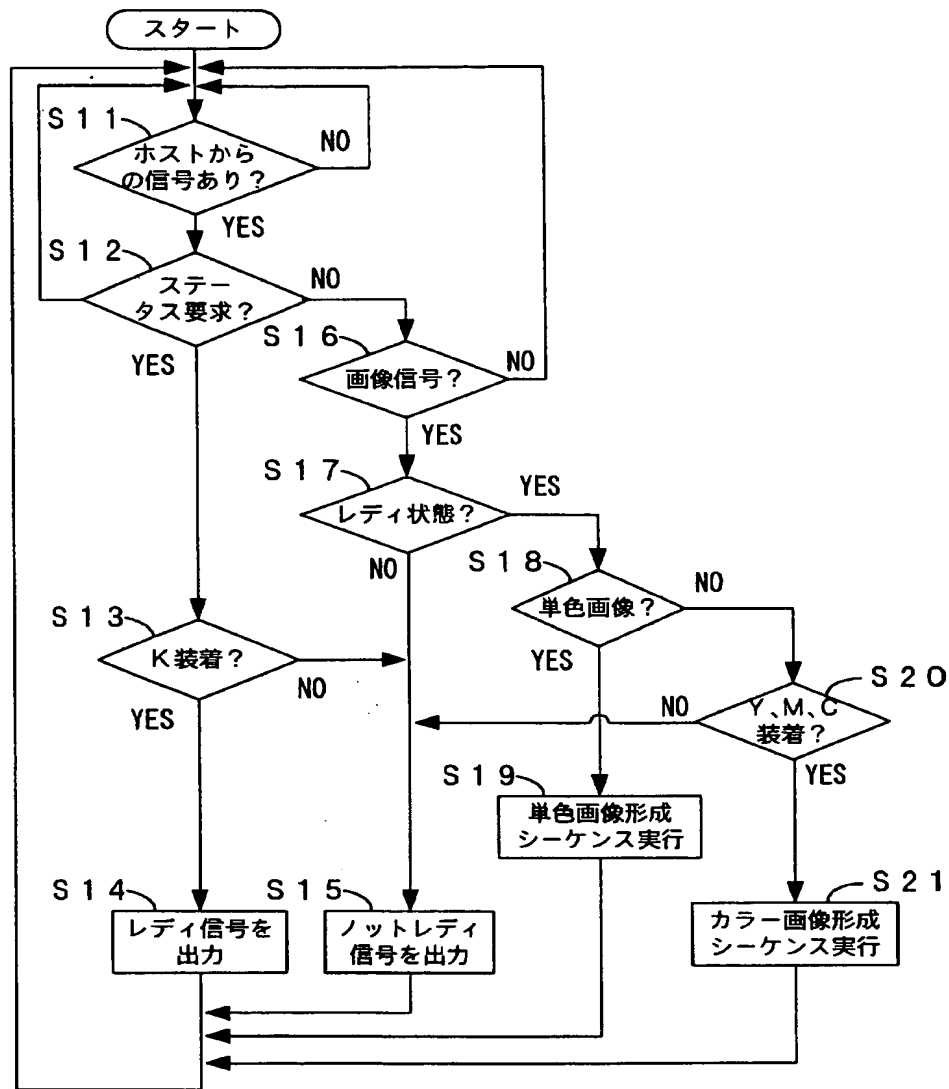 スタート
S11
ホストから
の信号あり?
NO
YES
S12
ステー
タス要求?
NO
YES
S16
画像信号?
NO
YES
S17
レディ状態?
YES
NO
S18
単色画像?
NO
YES
S13
K装着?
NO
YES
S20
Y、M、C
装着?
NO
YES
S19
単色画像形成
シーケンス実行
S14
レディ信号を
出力
S15
ノットレディ
信号を出力
S21
カラー画像形成
シーケンス実行